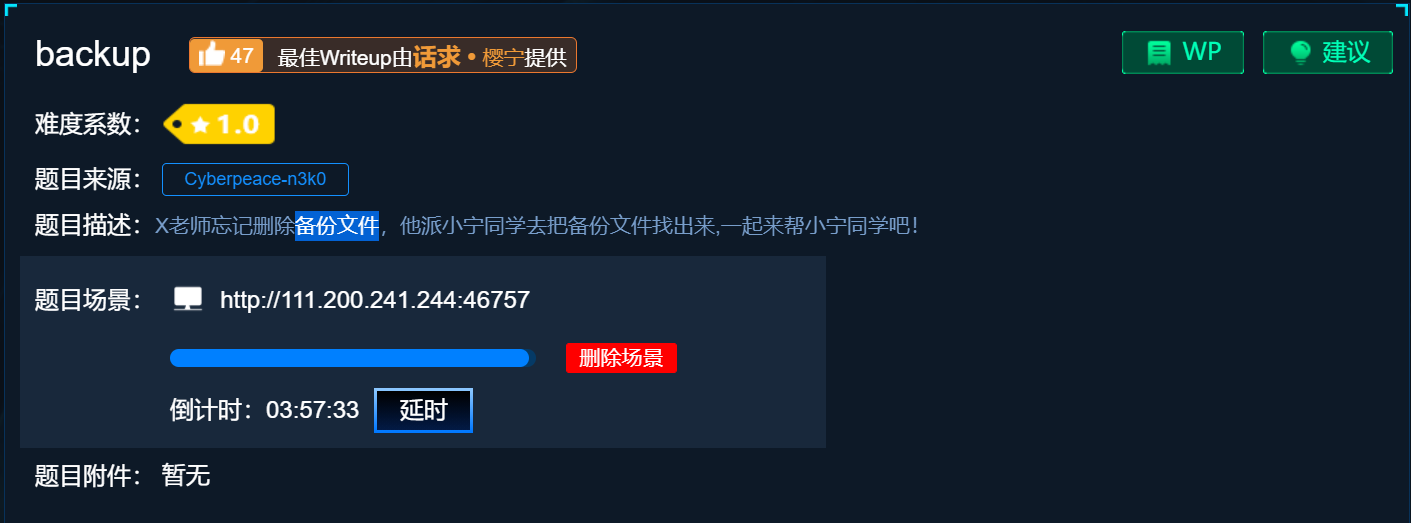 backup 47 最佳Writeup由话求 • 樱宁提供 WP 建议
难度系数： 1.0
题目来源： Cyberpeace-n3k0
题目描述：X老师忘记删除备份文件，他派小宁同学去把备份文件找出来,一起来帮小宁同学吧！
题目场景： http://111.200.241.244:46757
删除场景
倒计时：03:57:33 延时
题目附件： 暂无